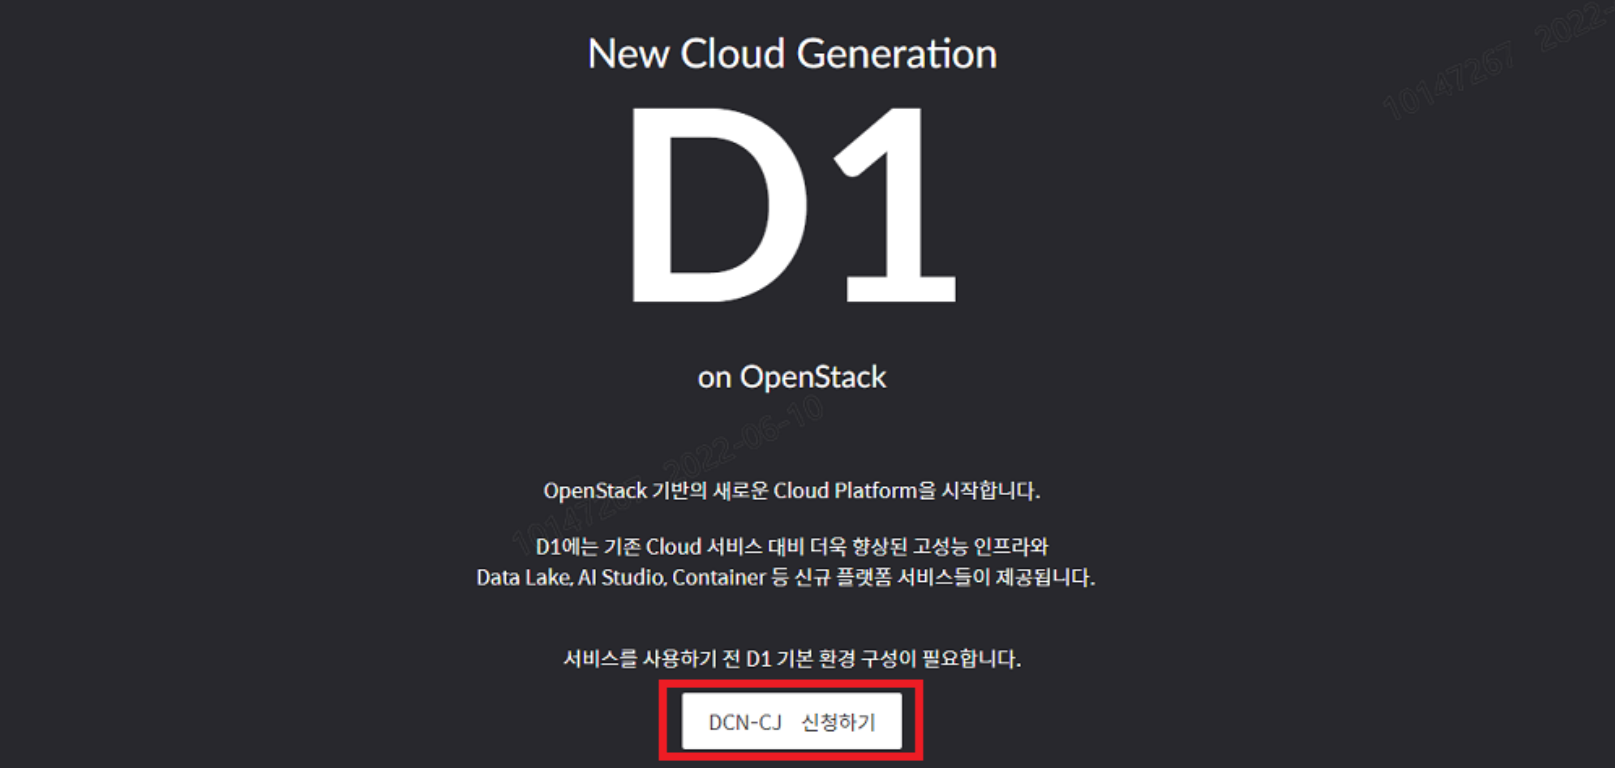 New Cloud Generation
10147267 2022-
D1
on OpenStack
2022-06-10
OpenStack 기반의 새로운 Cloud Platform을 시작합니다.
D1에는 기존 Cloud 서비스 대비 더욱 향상된 고성능 인프라와
Data Lake, AI Studio, Container 등 신규 플랫폼 서비스들이 제공됩니다.
서비스를 사용하기 전 D1 기본 환경 구성이 필요합니다.
DCN-CJ 신청하기